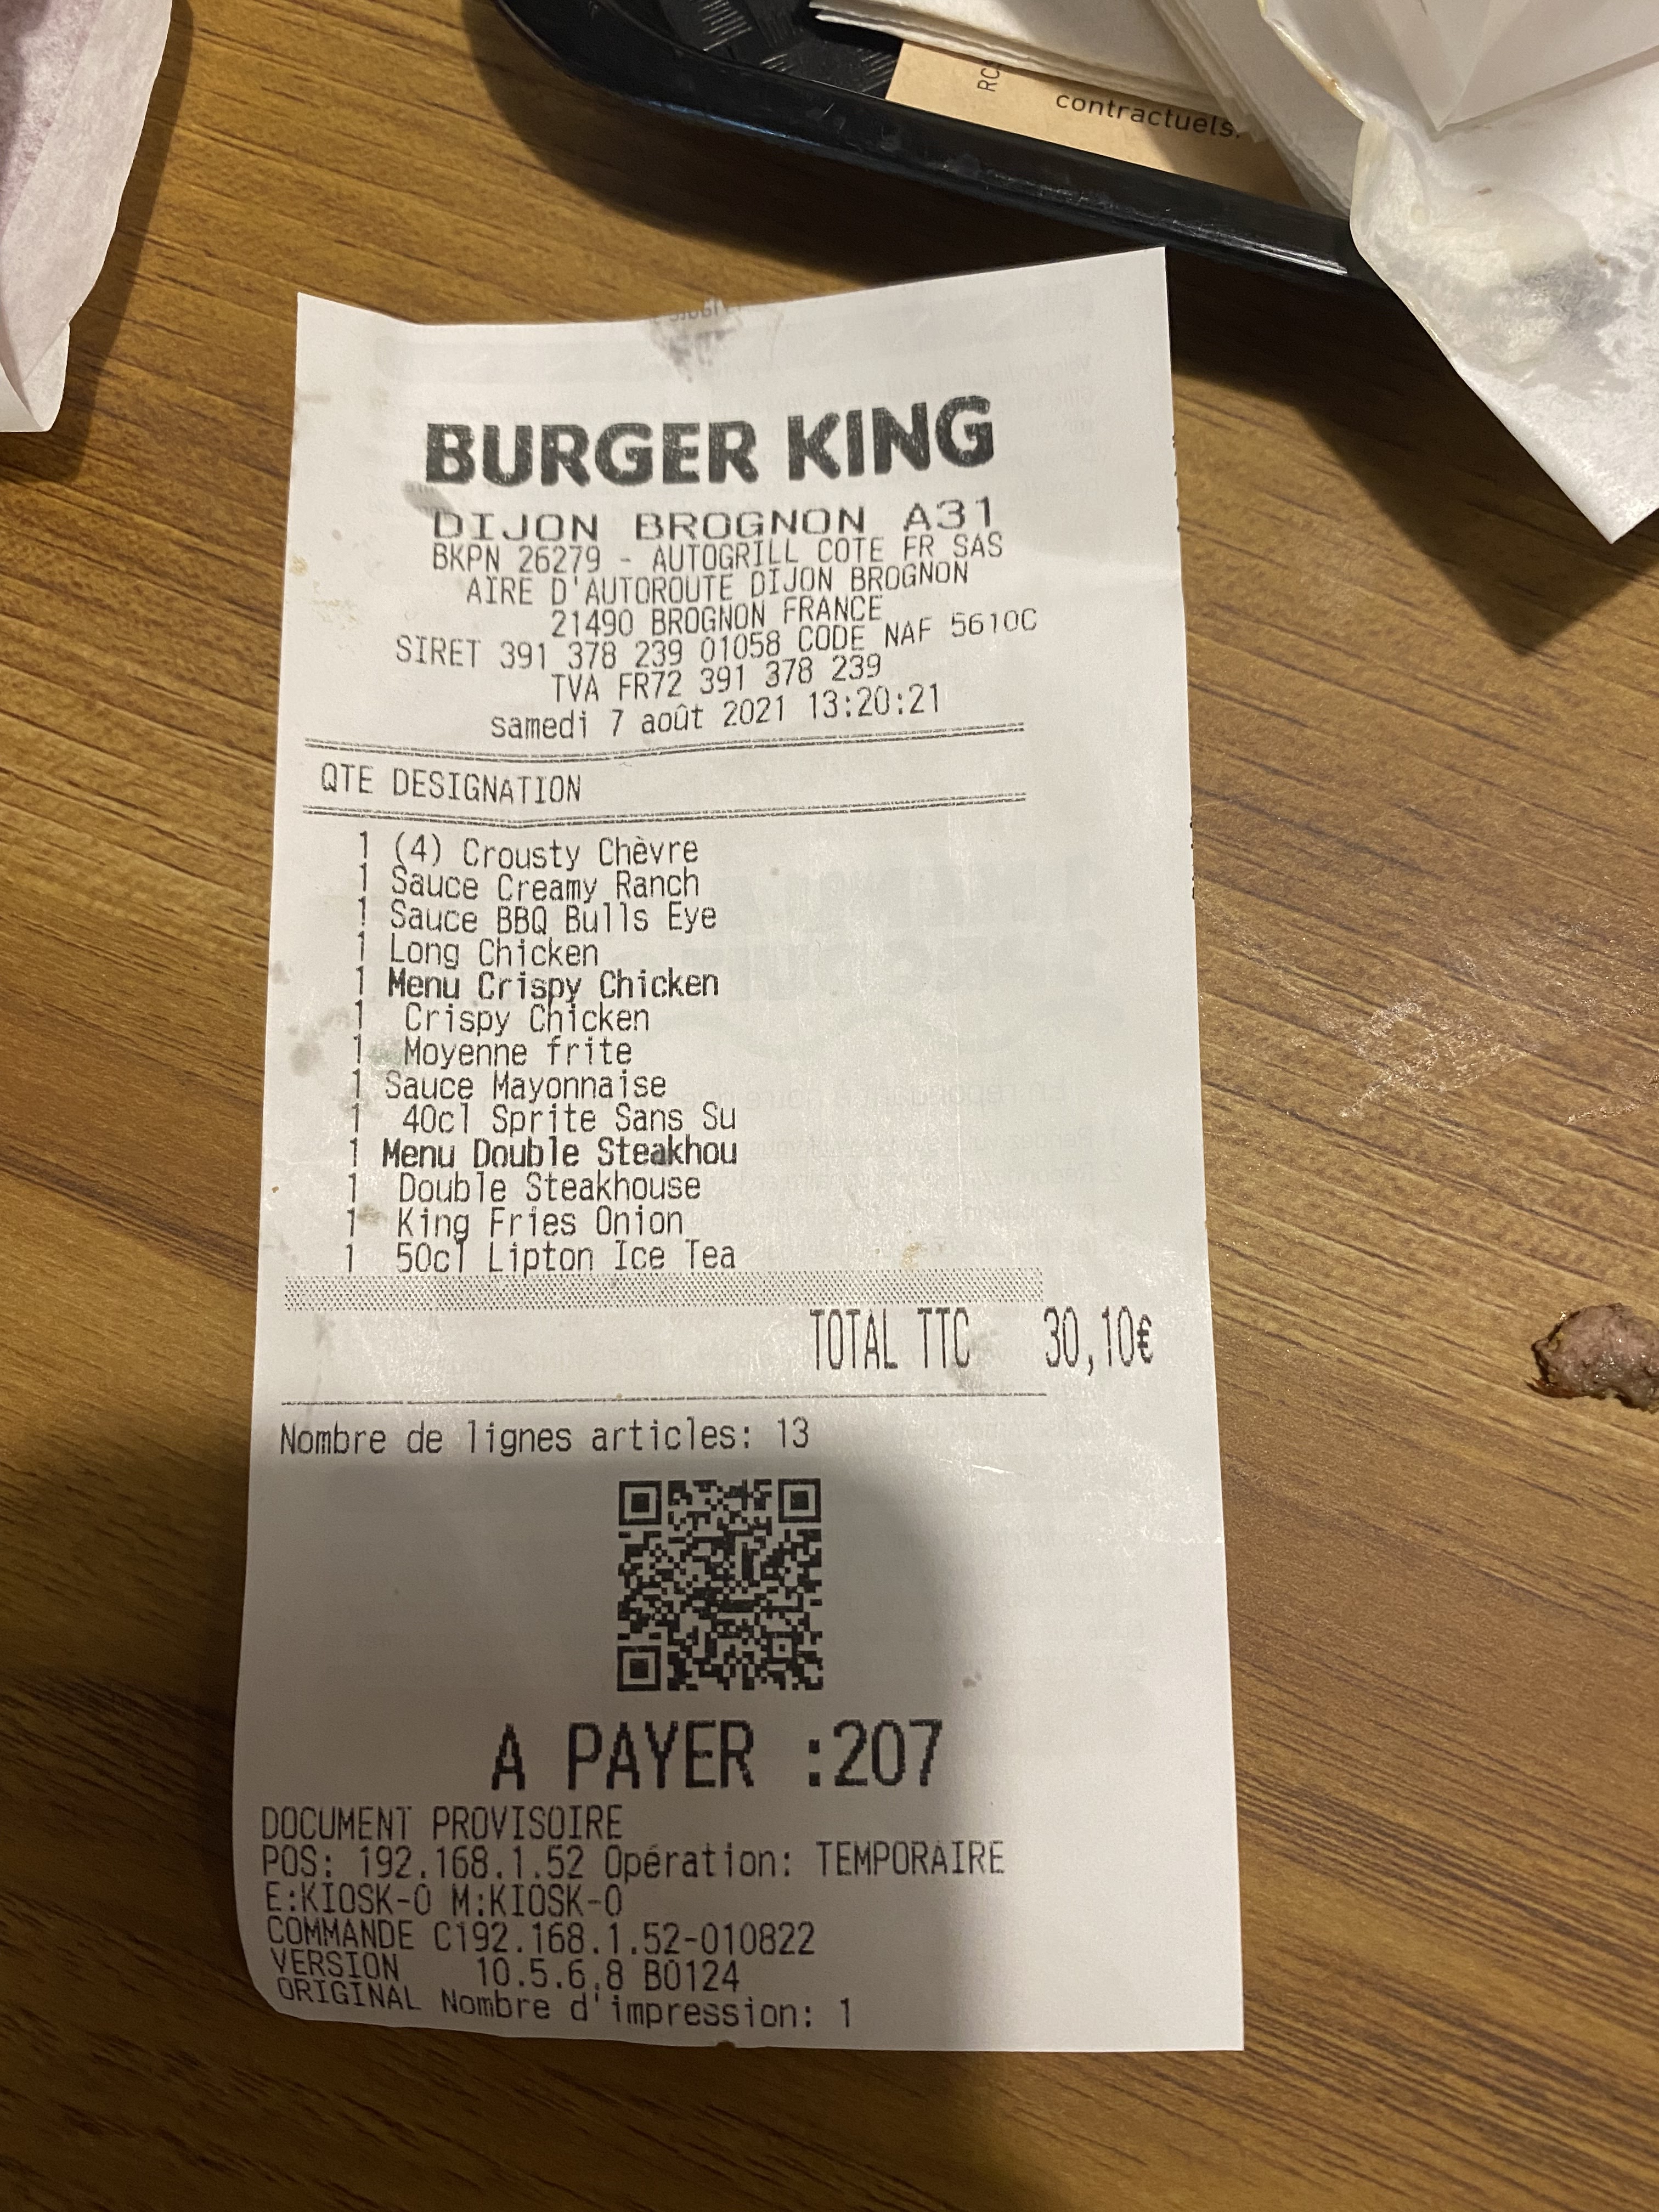 RCS
contractuels.
BURGER KING
DIJON BROGNON A31
BKPN 26279 - AUTOGRILL COTE FR SAS
AIRE D'AUTOROUTE DIJON BROGNON
21490 BROGNON FRANCE
SIRET 391 378 239 01058 CODE NAF 5610C
TVA FR72 391 378 239
samedi 7 août 2021 13:20:21
QTE DESIGNATION
1 (4) Crousty Chèvre
1 Sauce Creamy Ranch
1 Sauce BBQ Bulls Eye
1 Long Chicken
1 Menu Crispy Chicken
1 Crispy Chicken
1 Moyenne frite
1 Sauce Mayonnaise
1 40cl Sprite Sans Su
1 Menu Double Steakhou
1 Double Steakhouse
1 King Fries Onion
1 50cl Lipton Ice Tea
TOTAL TTC 30,10€
Nombre de lignes articles: 13
A PAYER :207
DOCUMENT PROVISOIRE
POS: 192.168.1.52 Opération: TEMPORAIRE
E:KIOSK-0 M:KIOSK-0
COMMANDE C192.168.1.52-010822
VERSION 10.5.6.8 B0124
ORIGINAL Nombre d'impression: 1